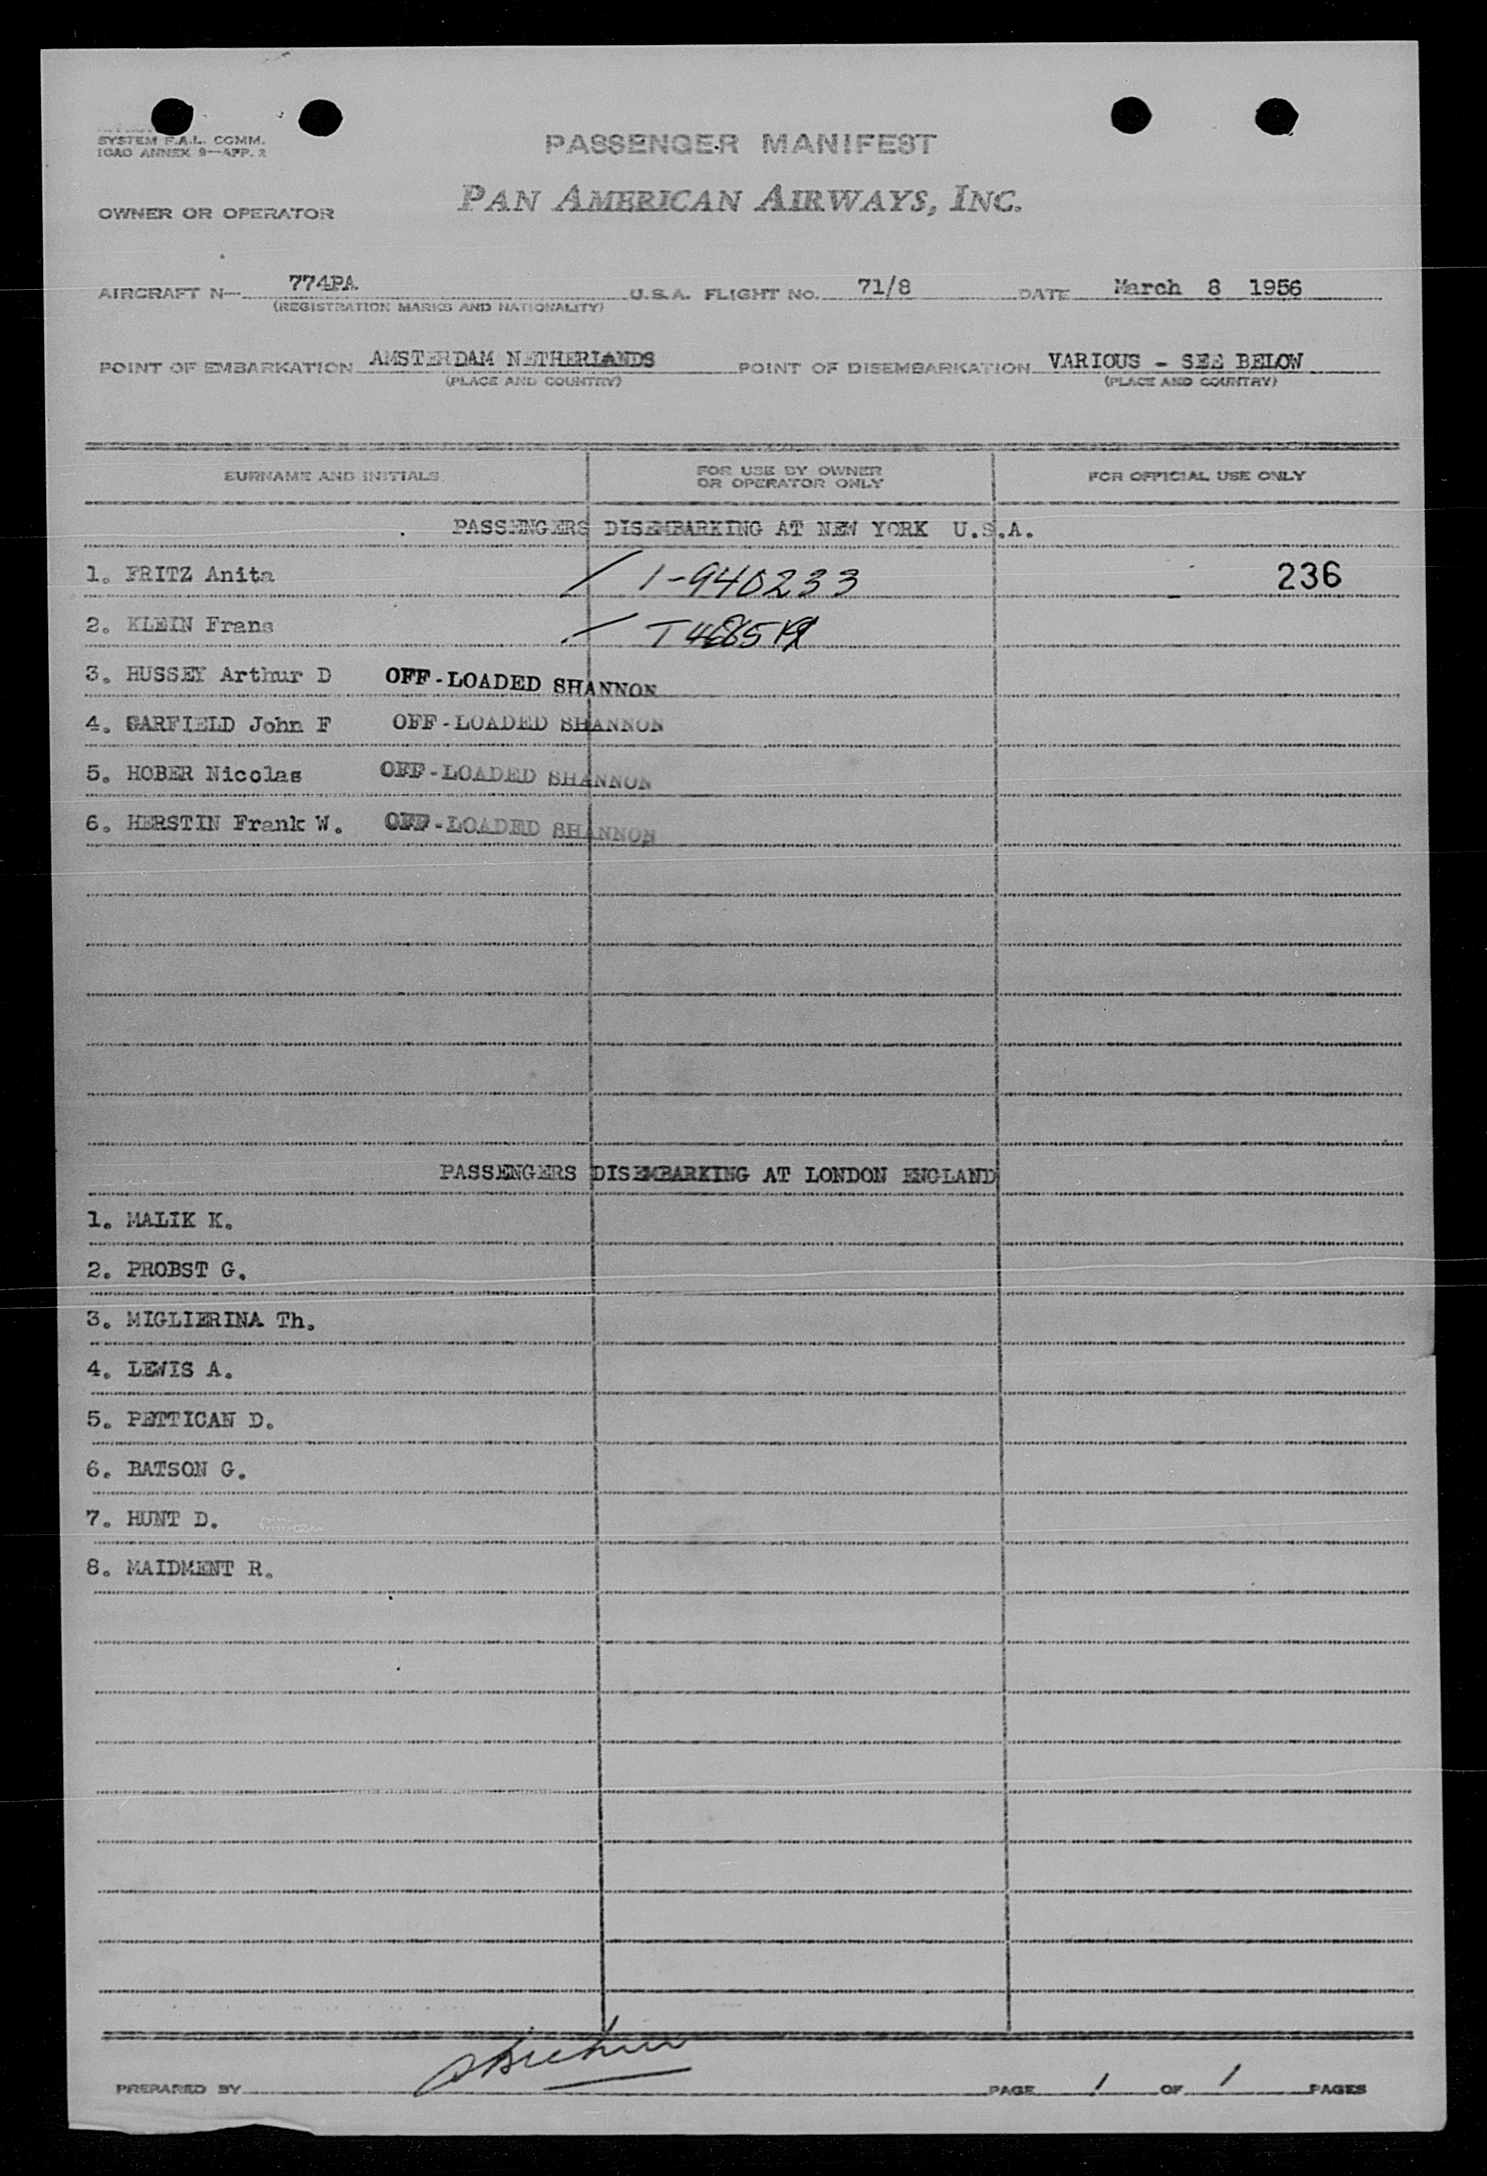 SYSTEM F.A.L. COMM.
ICAO ANNEX 9—APP. 2
PASSENGER MANIFEST
OWNER OR OPERATOR PAN AMERICAN AIRWAYS, INC.
AIRCRAFT N— 774PA U.S.A. FLIGHT NO. 71/8 DATE March 8 1956
(REGISTRATION MARKS AND NATIONALITY)
POINT OF EMBARKATION AMSTERDAM NETHERLANDS POINT OF DISEMBARKATION VARIOUS - SEE BELOW
(PLACE AND COUNTRY) (PLACE AND COUNTRY)
SURNAME AND INITIALS FOR USE BY OWNER OR OPERATOR ONLY FOR OFFICIAL USE ONLY
PASSENGERS DISEMBARKING AT NEW YORK U.S.A.
1. FRITZ Anita / 1-940233 236
2. KLEIN Frans /
3. HUSSEY Arthur D OFF-LOADED SHANNON
4. GARFIELD John F OFF-LOADED SHANNON
5. HOBER Nicolas OFF-LOADED SHANNON
6. HERSTIN Frank W. OFF-LOADED SHANNON
PASSENGERS DISEMBARKING AT LONDON ENGLAND
1. MALIK K.
2. PROBST G.
3. MIGLIERINA Th.
4. LEWIS A.
5. PETTICAN D.
6. BATSON G.
7. HUNT D.
8. MAIDMENT R.
PREPARED BY PAGE 1 OF 1 PAGES